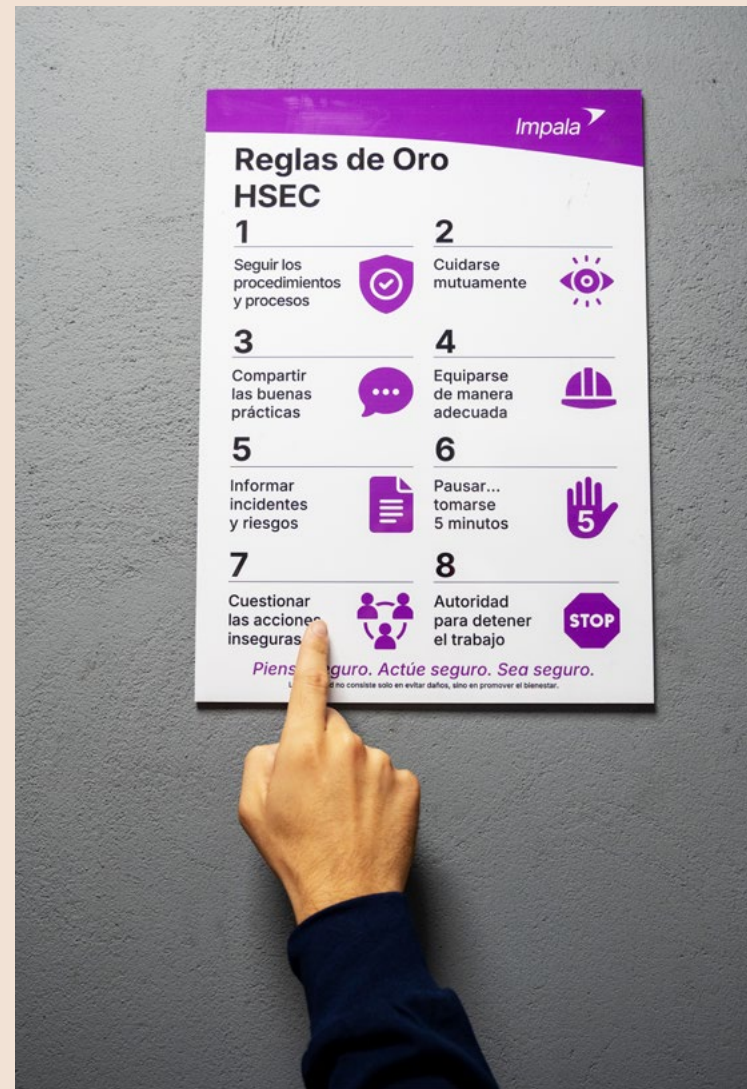 Impala
Reglas de Oro
HSEC
1
Seguir los
procedimientos
y procesos
2
Cuidarse
mutuamente
3
Compartir
las buenas
prácticas
4
Equiparse
de manera
adecuada
5
Informar
incidentes
y riesgos
6
Pausar...
tomarse
5 minutos
5
7
Cuestionar
las acciones
inseguras
8
Autoridad
para detener
el trabajo
STOP
guro. Actúe seguro. Sea seguro.
no consiste solo en evitar daños, sino en promover el bienestar.